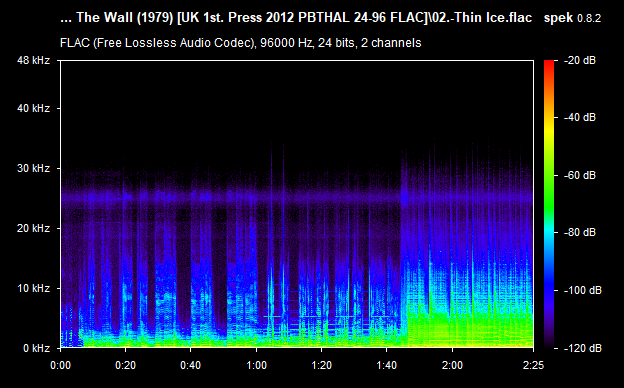 ... The Wall (1979) [UK 1st. Press 2012 PBTHAL 24-96 FLAC]\02.-Thin Ice.flac spek 0.8.2
FLAC (Free Lossless Audio Codec), 96000 Hz, 24 bits, 2 channels
48 kHz -20 dB
40 kHz -40 dB
30 kHz -60 dB
20 kHz -80 dB
10 kHz -100 dB
0 kHz -120 dB
0:00 0:20 0:40 1:00 1:20 1:40 2:00 2:25